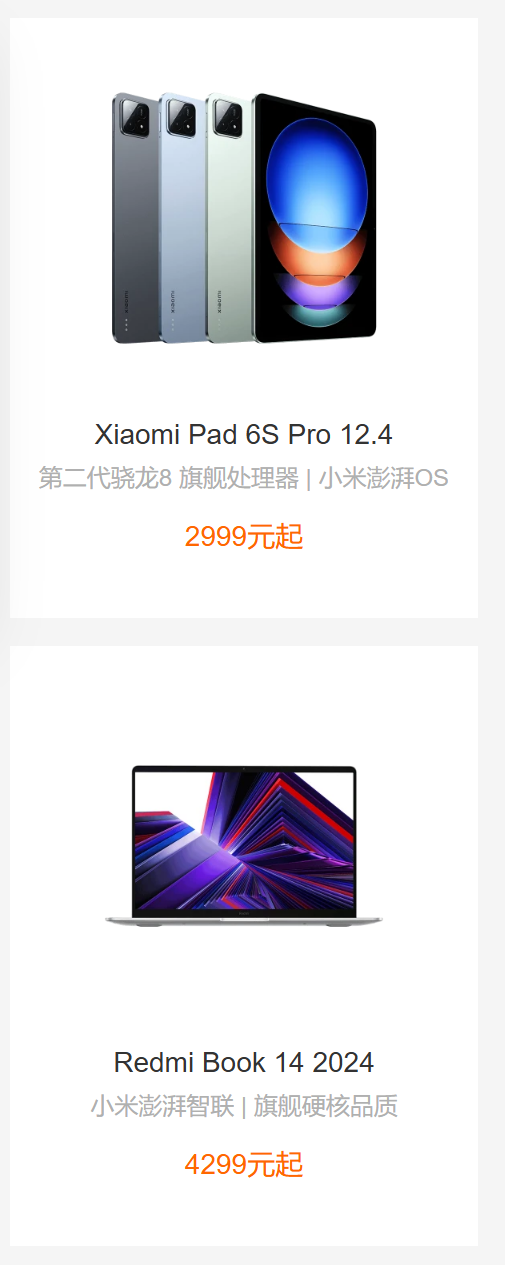 Xiaomi Pad 6S Pro 12.4
第二代骁龙8 旗舰处理器 | 小米澎湃OS
2999元起
Redmi Book 14 2024
小米澎湃智联 | 旗舰硬核品质
4299元起